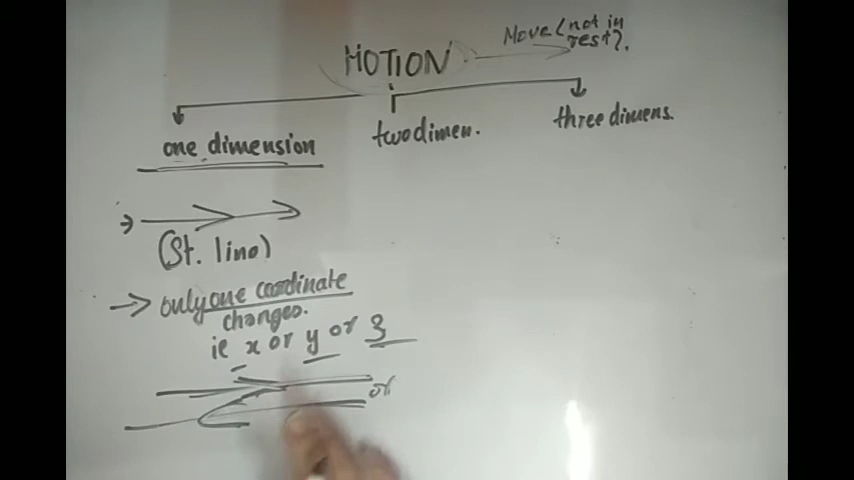 Move (not in
rest).
MOTION
one dimension
two dimen.
three dimens.
(St. line)
only one coordinate
changes.
ie x or y or z
or